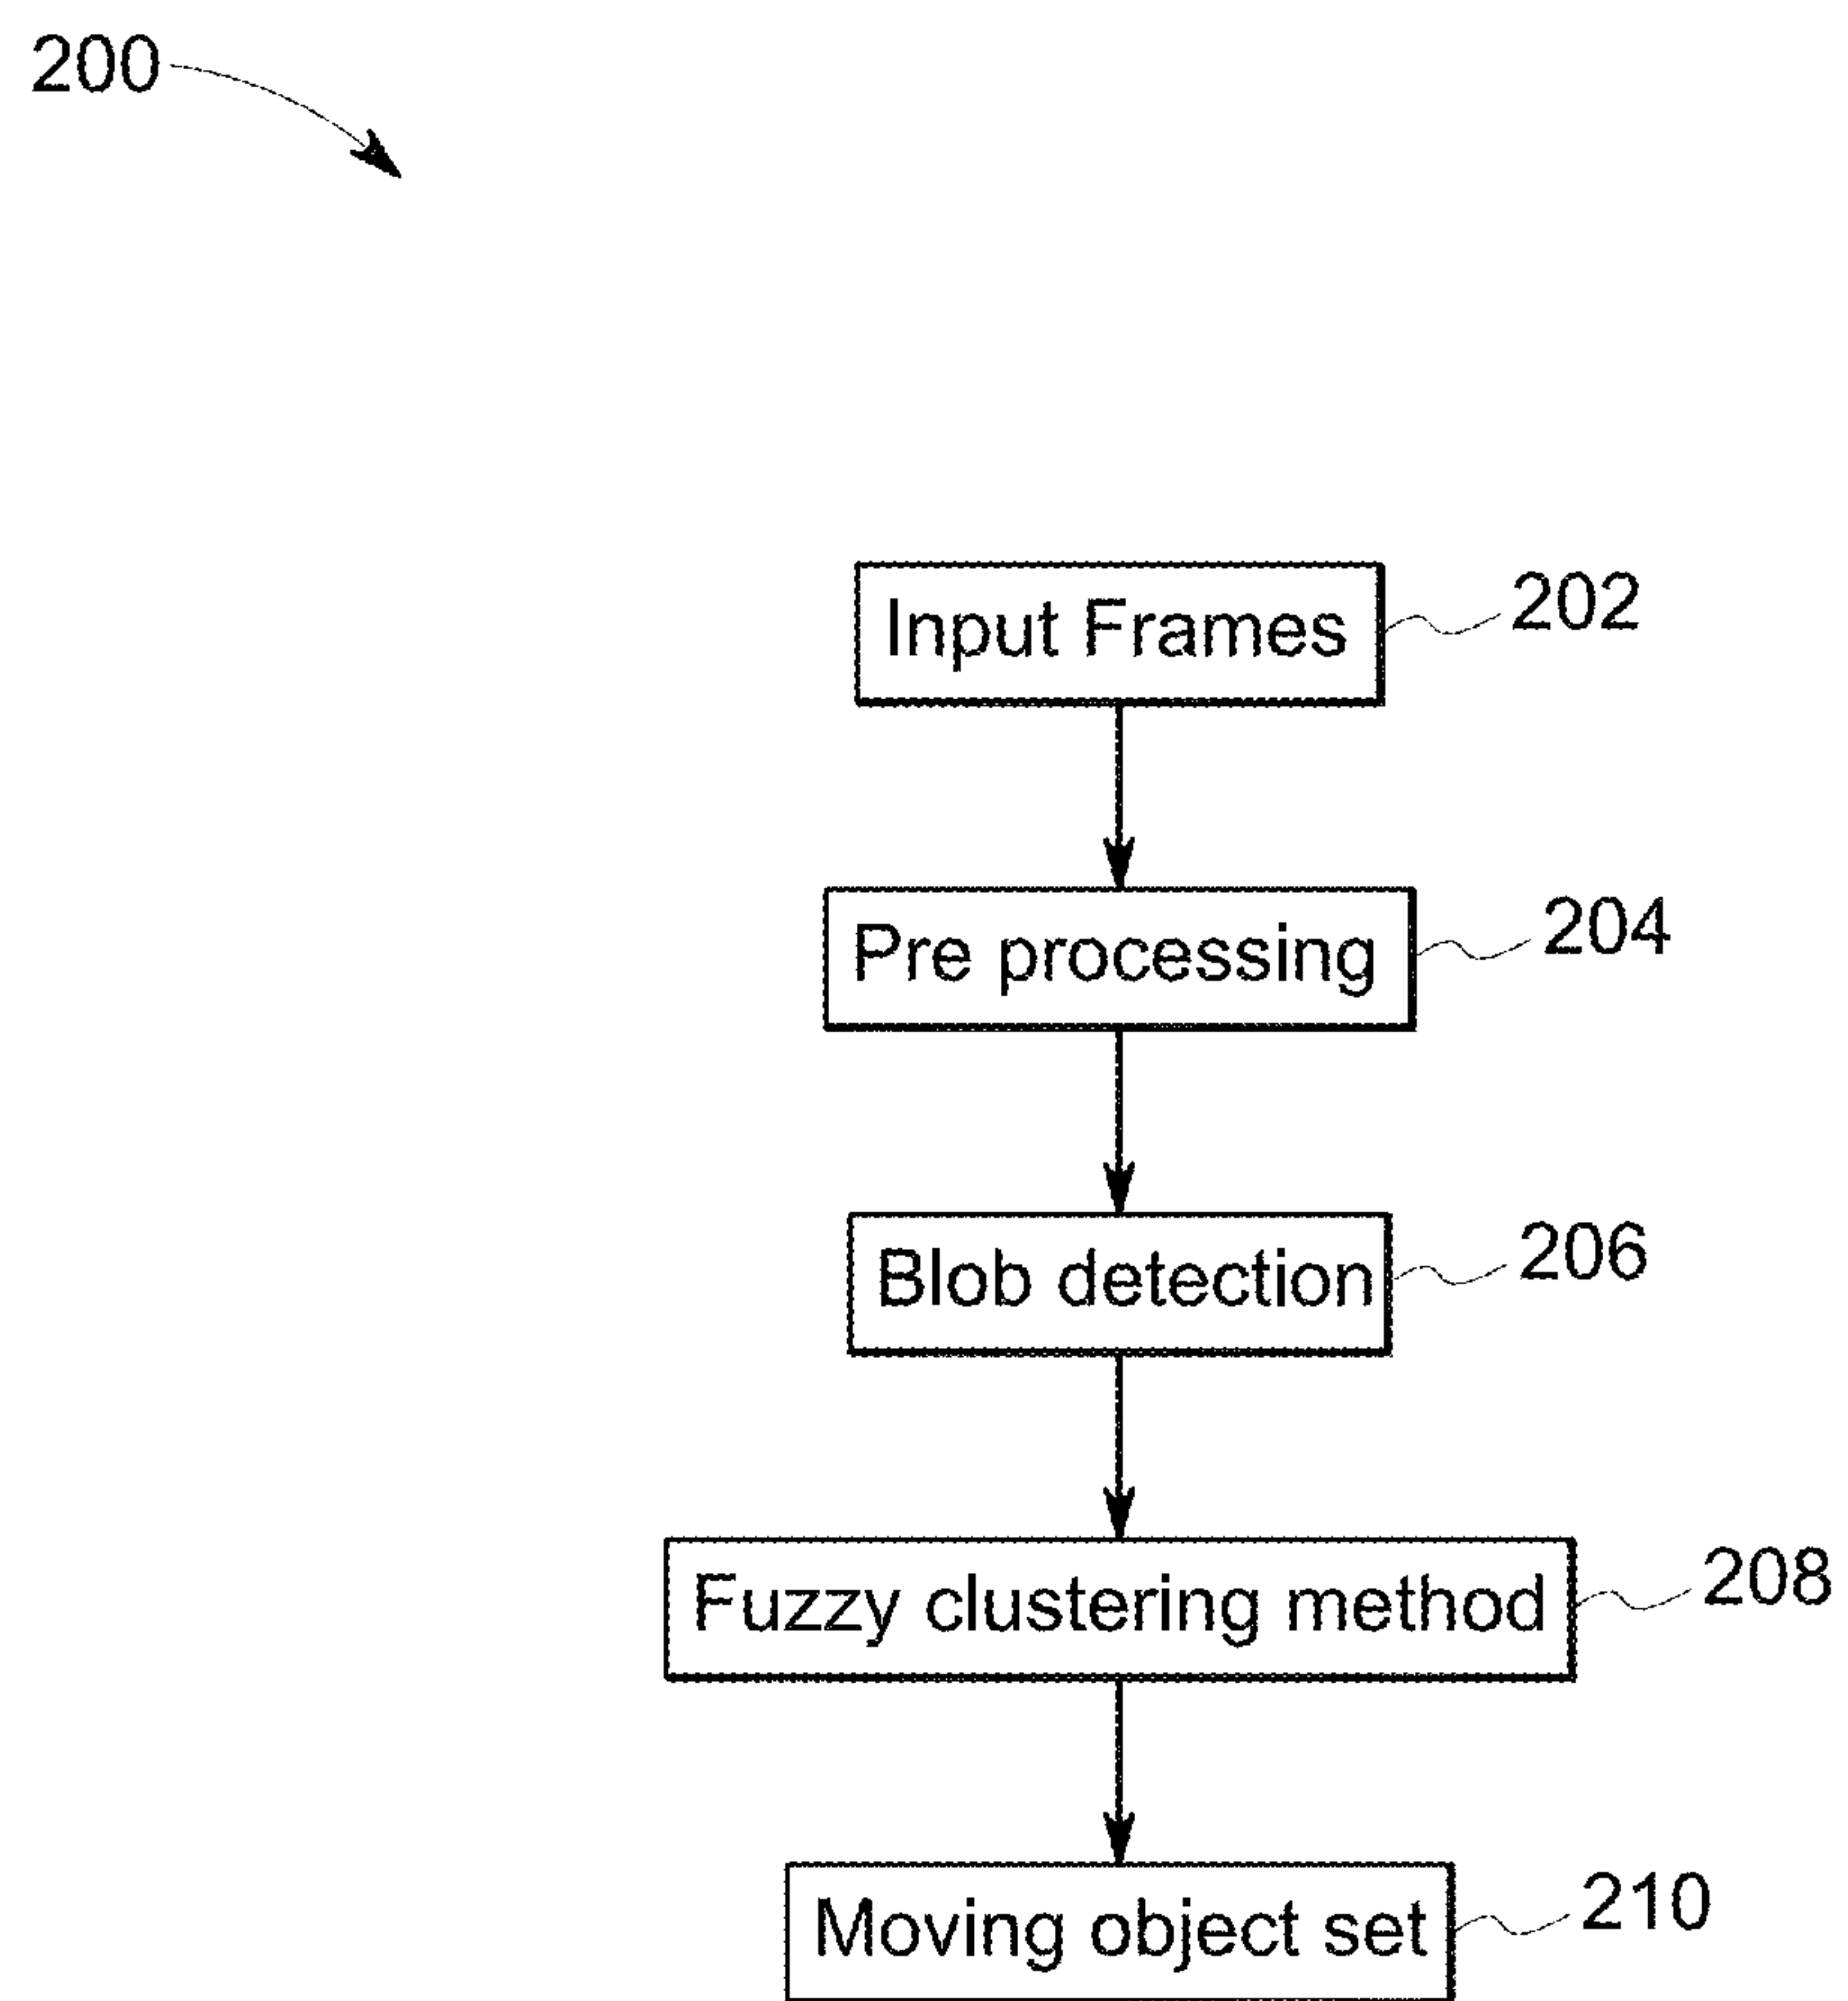 200
Input Frames
202
Pre processing
204
Blob detection
206
Fuzzy clustering method
208
Moving object set
210